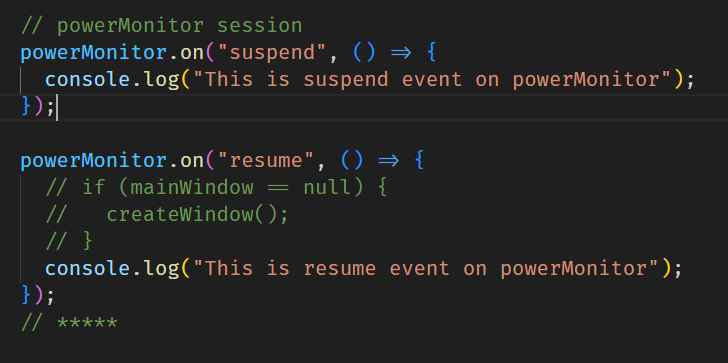 // powerMonitor session
powerMonitor.on("suspend", () => {
  console.log("This is suspend event on powerMonitor");
});

powerMonitor.on("resume", () => {
  // if (mainWindow == null) {
  //   createWindow();
  // }
  console.log("This is resume event on powerMonitor");
});
// *****